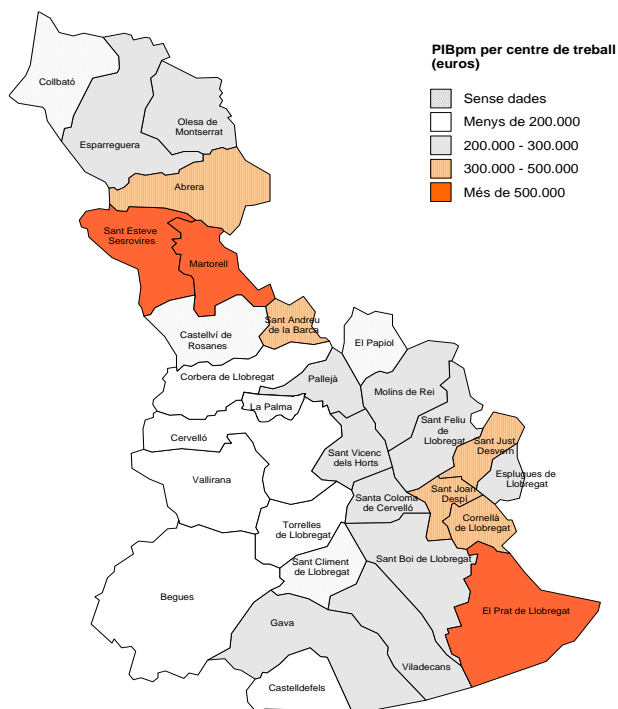 PIBpm per centre de treball
(euros)
Sense dades
Menys de 200.000
200.000 - 300.000
300.000 - 500.000
Més de 500.000
Collbató
Olesa de
Montserrat
Esparreguera
Abrera
Sant Esteve
Sesrovires
Martorell
Sant Andreu
de la Barca
Castellví de
Rosanes
El Papiol
Corbera de Llobregat
Pallejà
Molins de Rei
La Palma
Sant Feliu
de
Llobregat
Cervelló
Sant Just
Desvern
Sant Vicenc
dels Horts
Esplugues de
Llobregat
Vallirana
Sant Joan
Despí
Santa Coloma
de Cervelló
Cornellà
de Llobregat
Torrelles
de Llobregat
Sant Climent
de Llobregat
Sant Boi de Llobregat
Begues
El Prat de Llobregat
Gava
Viladecans
Castelldefels